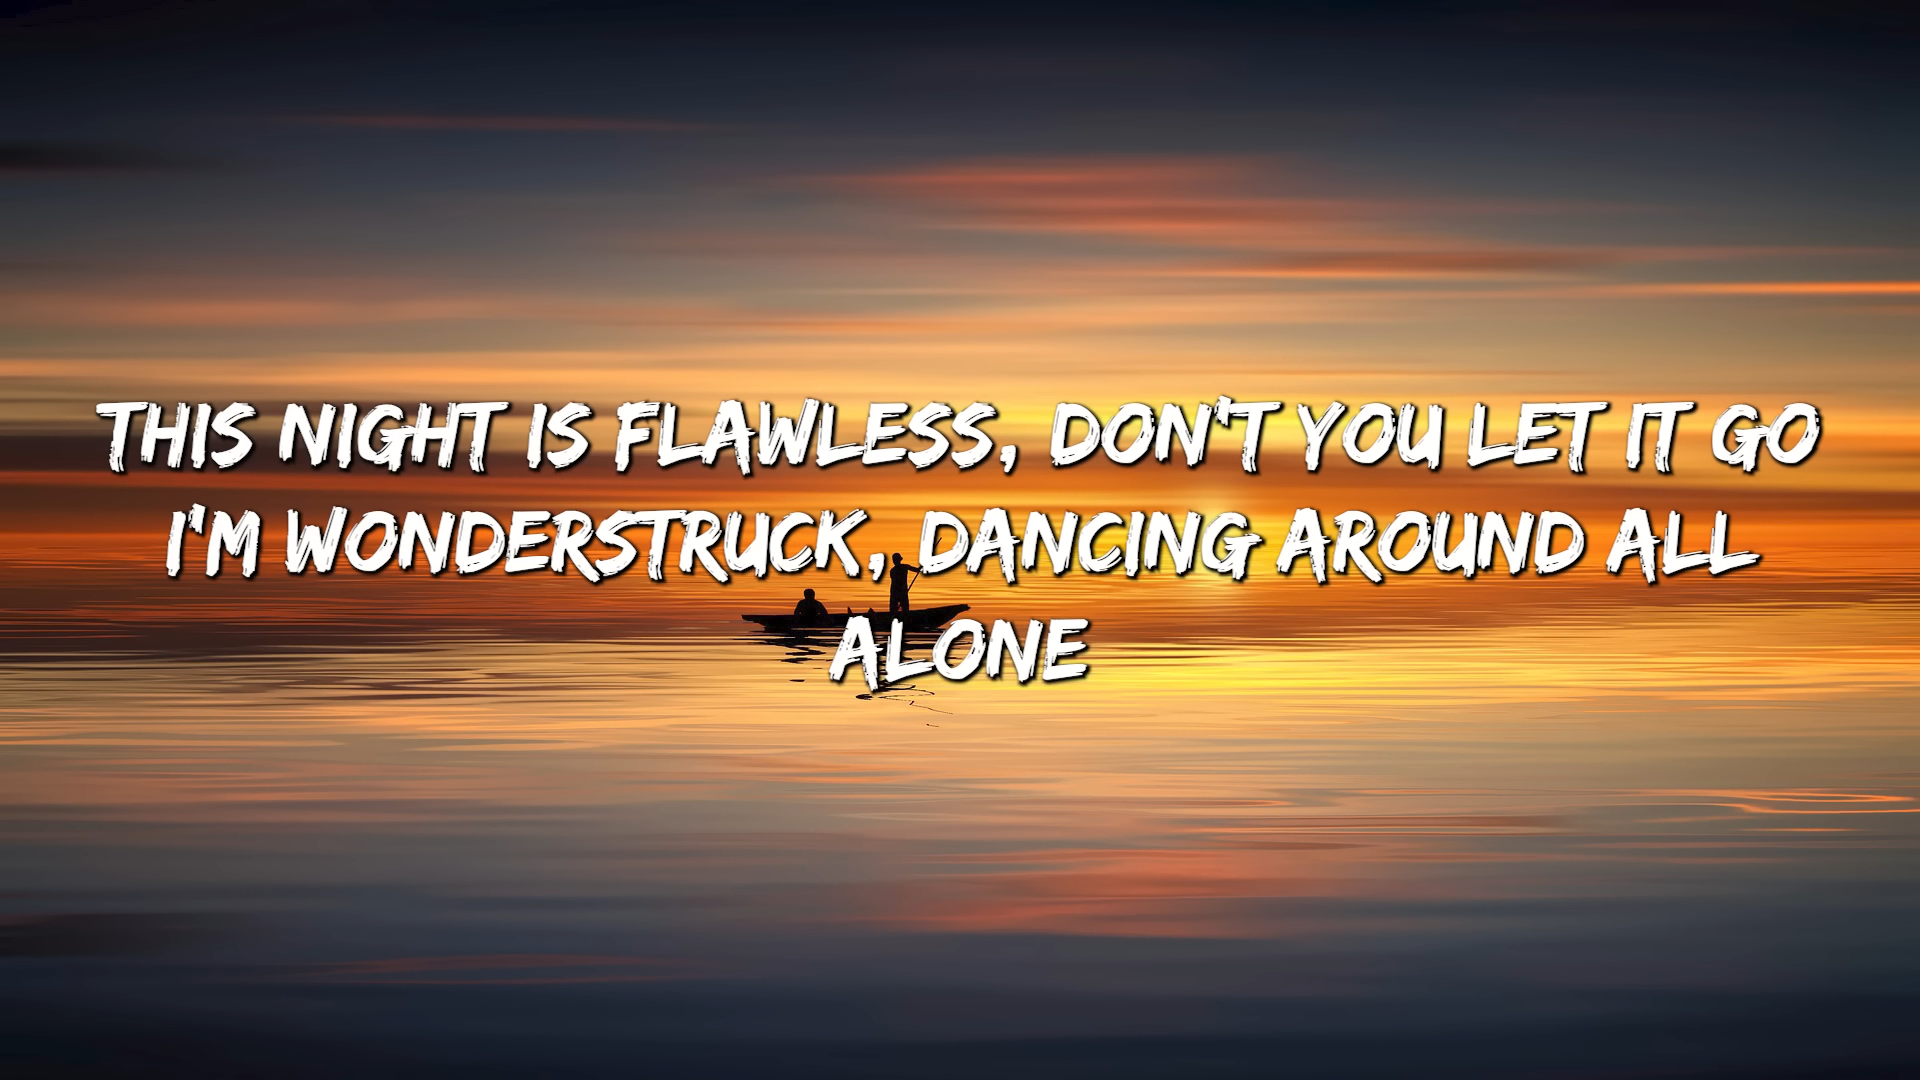 THIS NIGHT IS FLAWLESS, DON'T YOU LET IT GO
I'M WONDERSTRUCK, DANCING AROUND ALL
ALONE